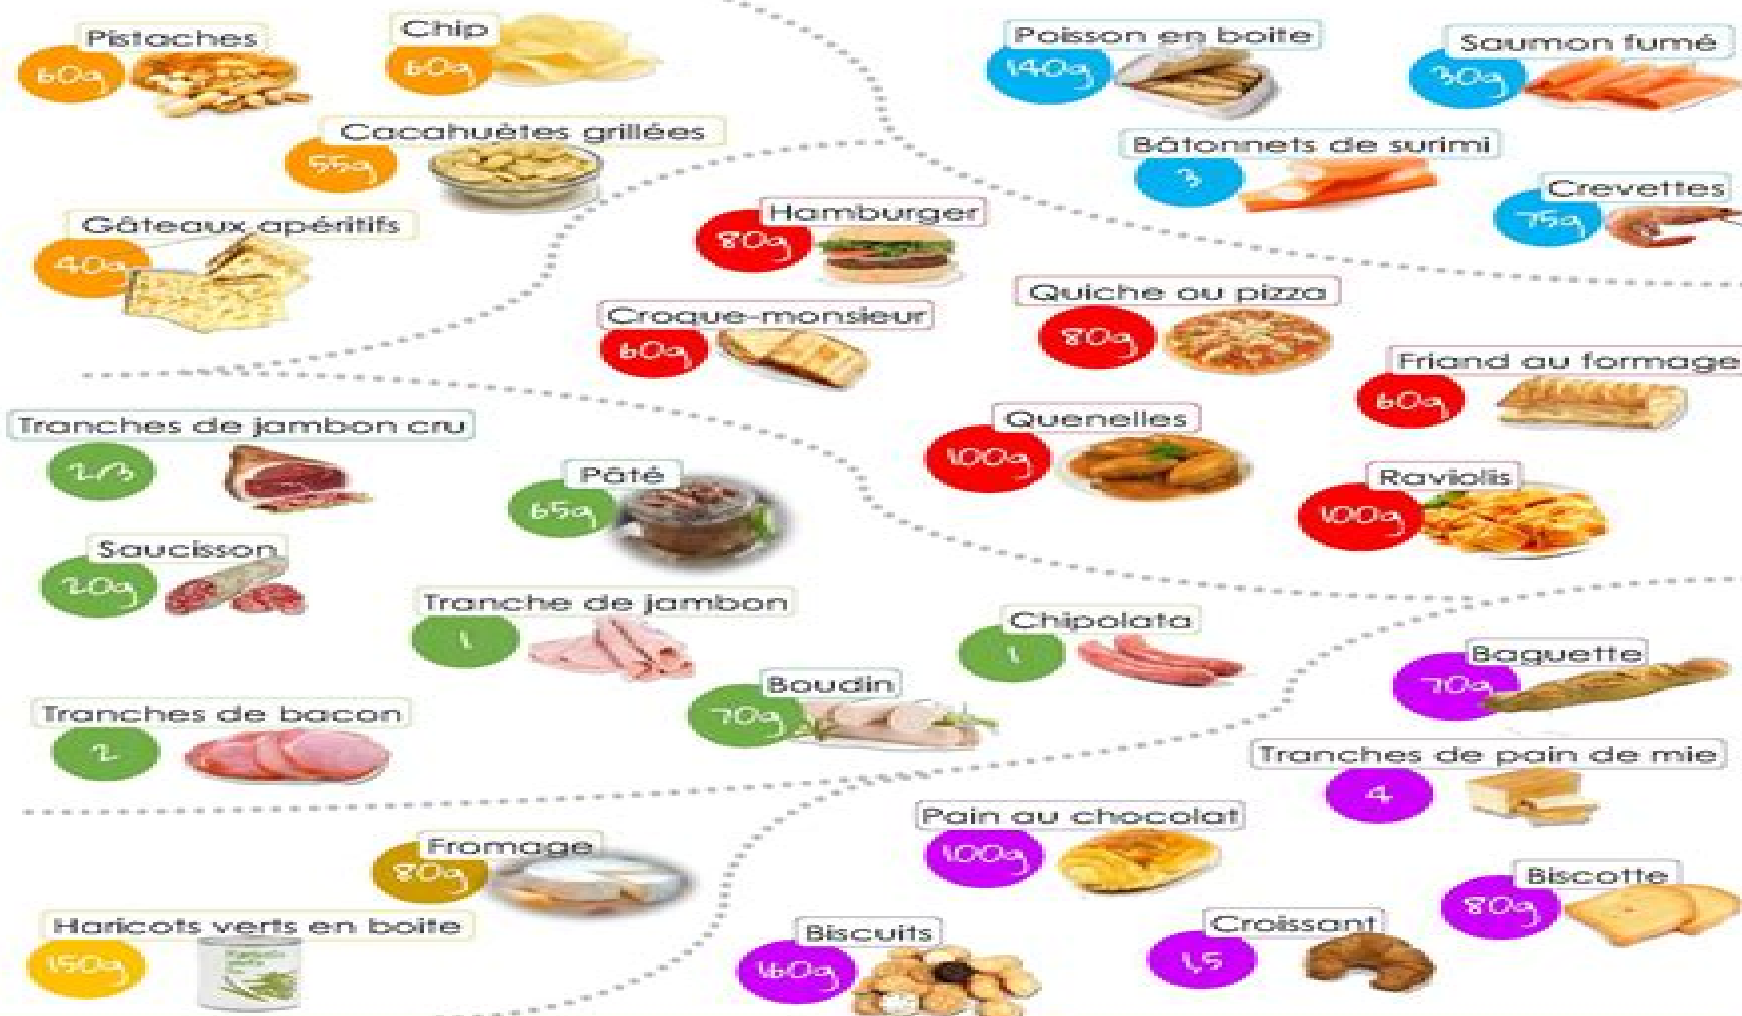 Pistaches
60g
Chip
60g
Cacahuètes grillées
55g
Gâteaux apéritifs
40g
Poisson en boite
140g
Saumon fumé
30g
Bâtonnets de surimi
3
Crevettes
75g
Hamburger
80g
Croque-monsieur
60g
Quiche ou pizza
80g
Friand au formage
60g
Quenelles
100g
Raviolis
100g
Tranches de jambon cru
2/3
Pâté
65g
Saucisson
20g
Tranche de jambon
1
Chipolata
1
Boudin
70g
Tranches de bacon
2
Baguette
70g
Tranches de pain de mie
4
Pain au chocolat
100g
Biscotte
80g
Croissant
1,5
Biscuits
160g
Fromage
80g
Haricots verts en boite
150g